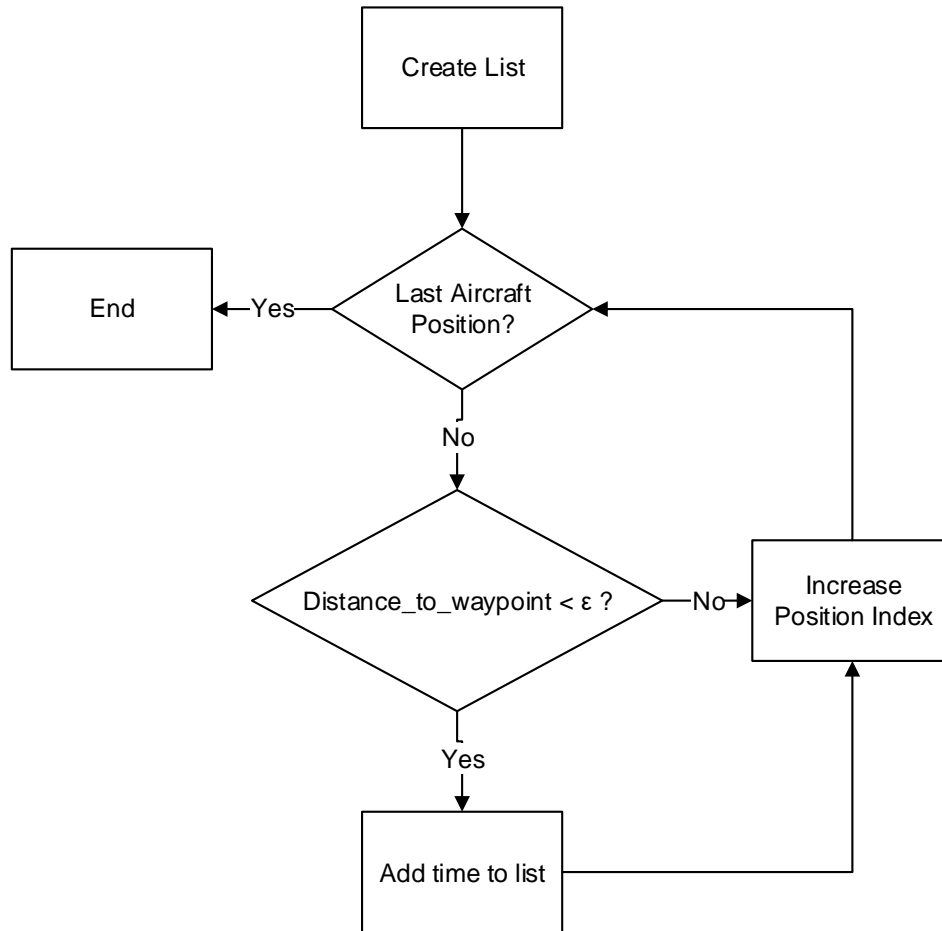 Create List
Last Aircraft
Position?
Yes
End
No
Distance_to_waypoint < ε ?
No
Increase
Position Index
Yes
Add time to list